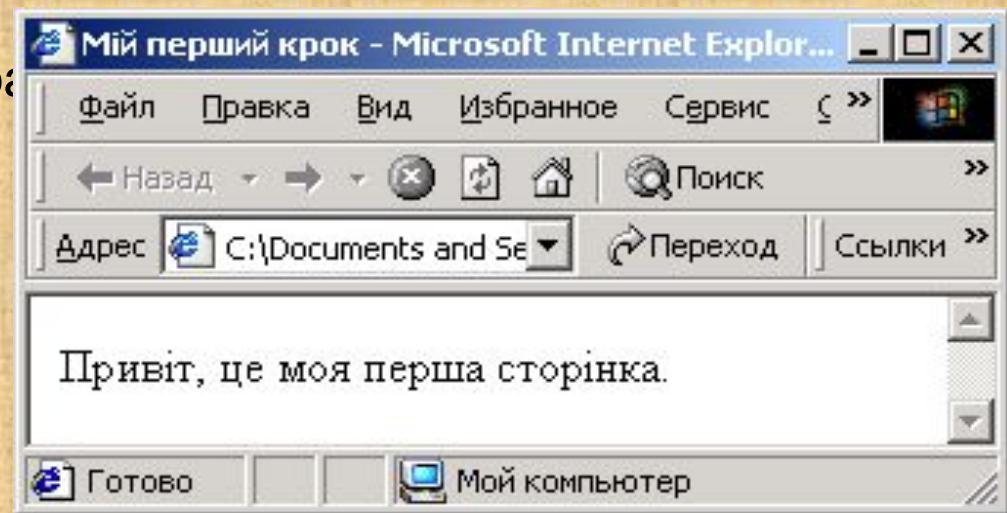 Мій перший крок - Microsoft Internet Explor...
Файл Правка Вид Избранное Сервис »
Назад Поиск »
Адрес C:\Documents and Se Переход Ссылки »
Привіт, це моя перша сторінка.
Готово Мой компьютер